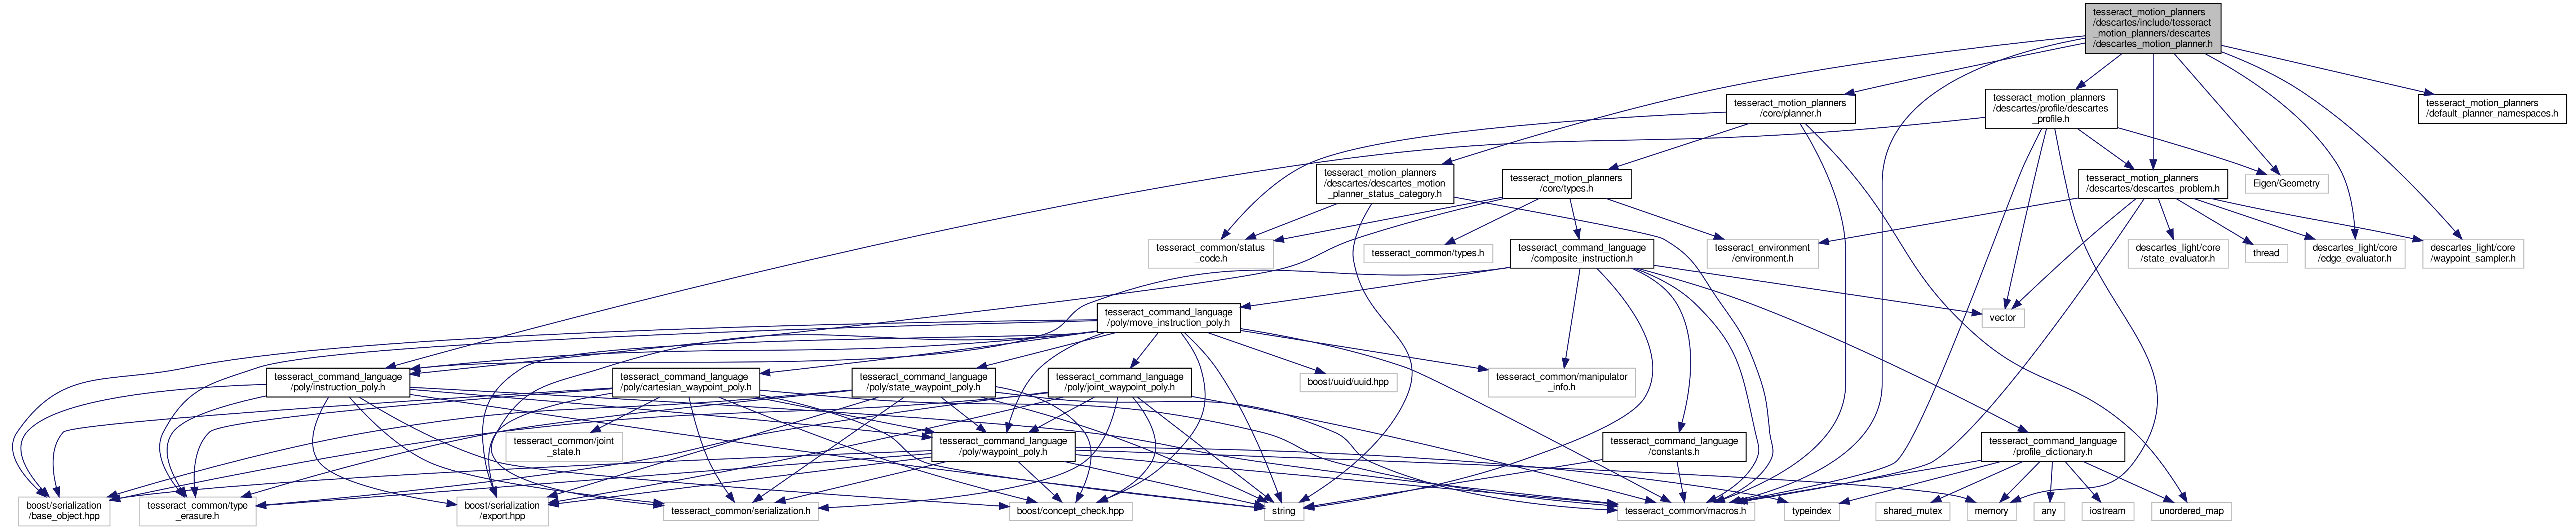 tesseract_motion_planners
/descartes/include/tesseract
_motion_planners/descartes
/descartes_motion_planner.h
tesseract_motion_planners
/core/planner.h
tesseract_motion_planners
/descartes/profile/descartes
_profile.h
tesseract_motion_planners
/default_planner_namespaces.h
tesseract_motion_planners
/descartes/descartes_motion
_planner_status_category.h
tesseract_motion_planners
/core/types.h
tesseract_motion_planners
/descartes/descartes_problem.h
Eigen/Geometry
tesseract_common/status
_code.h
tesseract_common/types.h
tesseract_command_language
/composite_instruction.h
tesseract_environment
/environment.h
descartes_light/core
/state_evaluator.h
thread
descartes_light/core
/edge_evaluator.h
descartes_light/core
/waypoint_sampler.h
tesseract_command_language
/poly/move_instruction_poly.h
vector
tesseract_command_language
/poly/instruction_poly.h
tesseract_command_language
/poly/cartesian_waypoint_poly.h
tesseract_command_language
/poly/state_waypoint_poly.h
tesseract_command_language
/poly/joint_waypoint_poly.h
boost/uuid/uuid.hpp
tesseract_common/manipulator
_info.h
tesseract_common/joint
_state.h
tesseract_command_language
/poly/waypoint_poly.h
tesseract_command_language
/constants.h
tesseract_command_language
/profile_dictionary.h
boost/serialization
/base_object.hpp
tesseract_common/type
_erasure.h
boost/serialization
/export.hpp
tesseract_common/serialization.h
boost/concept_check.hpp
string
tesseract_common/macros.h
typeindex
shared_mutex
memory
any
iostream
unordered_map